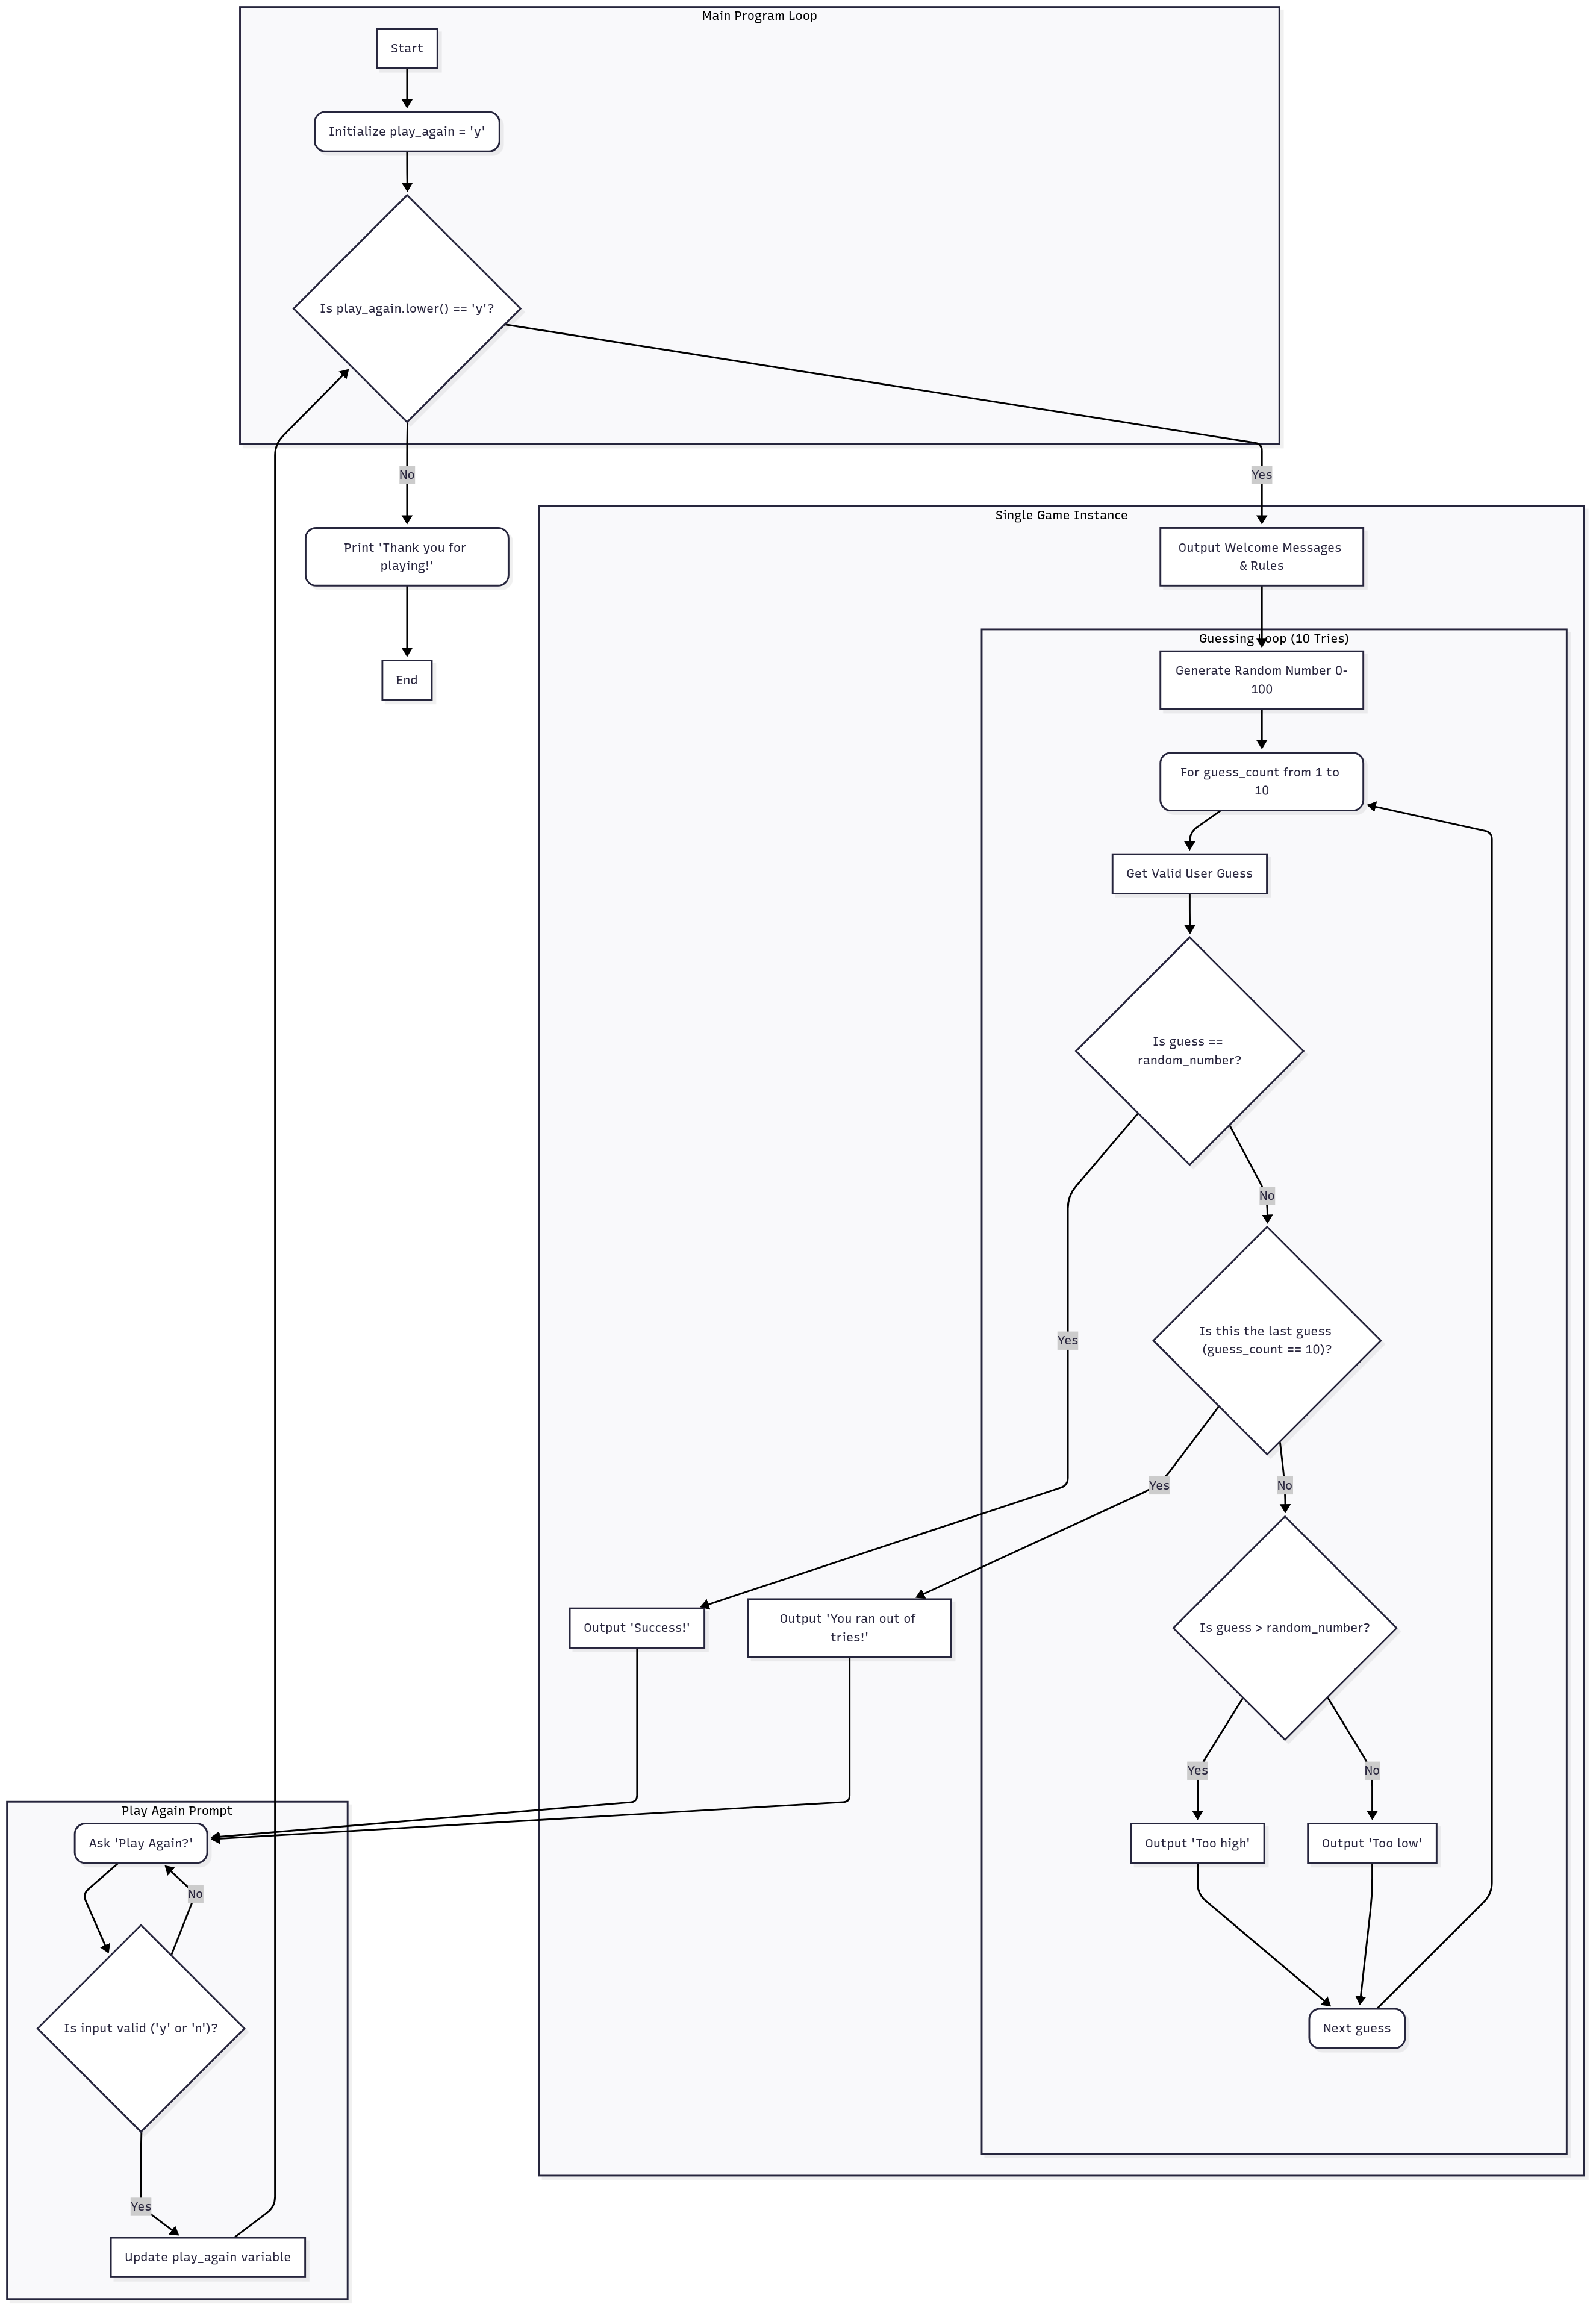 Main Program Loop
Start
Initialize play_again = 'y'
Is play_again.lower() == 'y'?
No
Yes
Print 'Thank you for
playing!'
End
Single Game Instance
Output Welcome Messages
& Rules
Guessing Loop (10 Tries)
Generate Random Number 0-
100
For guess_count from 1 to
10
Get Valid User Guess
Is guess ==
random_number?
No
Yes
Is this the last guess
(guess_count == 10)?
Yes
No
Output 'Success!'
Output 'You ran out of
tries!'
Is guess > random_number?
Yes
No
Output 'Too high'
Output 'Too low'
Next guess
Play Again Prompt
Ask 'Play Again?'
No
Is input valid ('y' or 'n')?
Yes
Update play_again variable